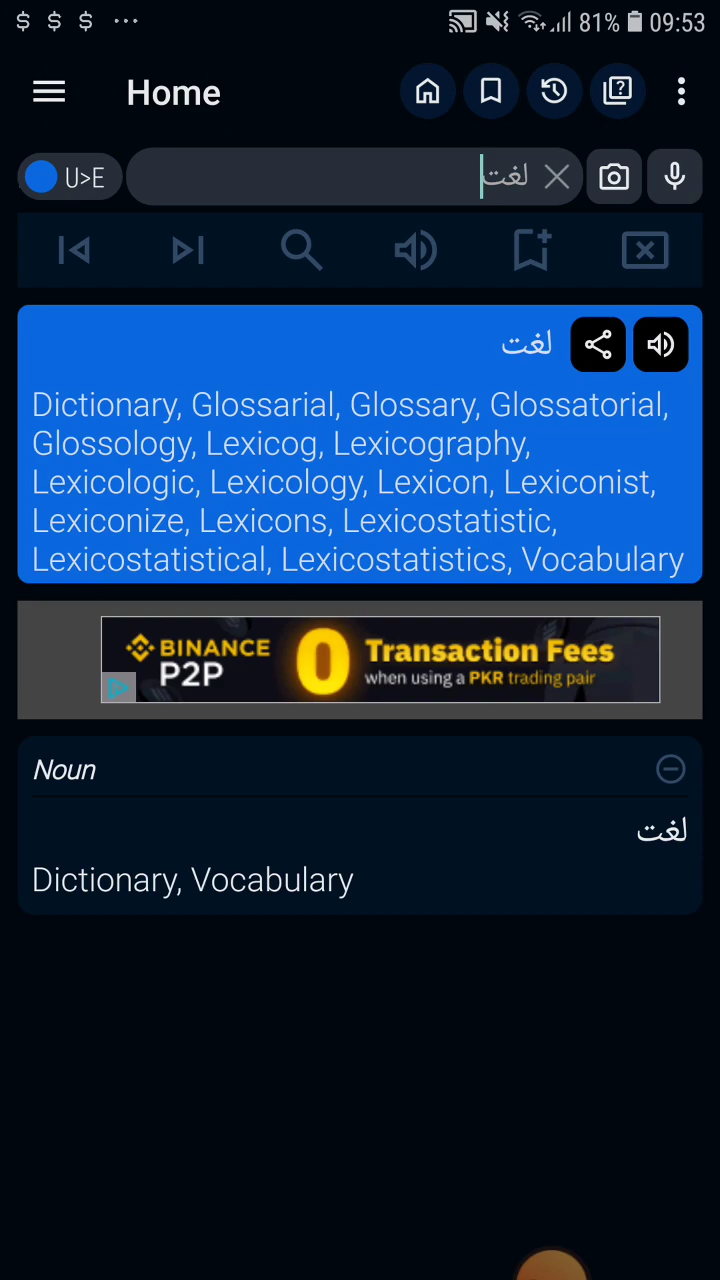 $ $ $ ... 81% 09:53
Home
U>E لغت
لغت
Dictionary, Glossarial, Glossary, Glossatorial,
Glossology, Lexicog, Lexicography,
Lexicologic, Lexicology, Lexicon, Lexiconist,
Lexiconize, Lexicons, Lexicostatistic,
Lexicostatistical, Lexicostatistics, Vocabulary
BINANCE
P2P
0
Transaction Fees
when using a PKR trading pair
Noun
لغت
Dictionary, Vocabulary